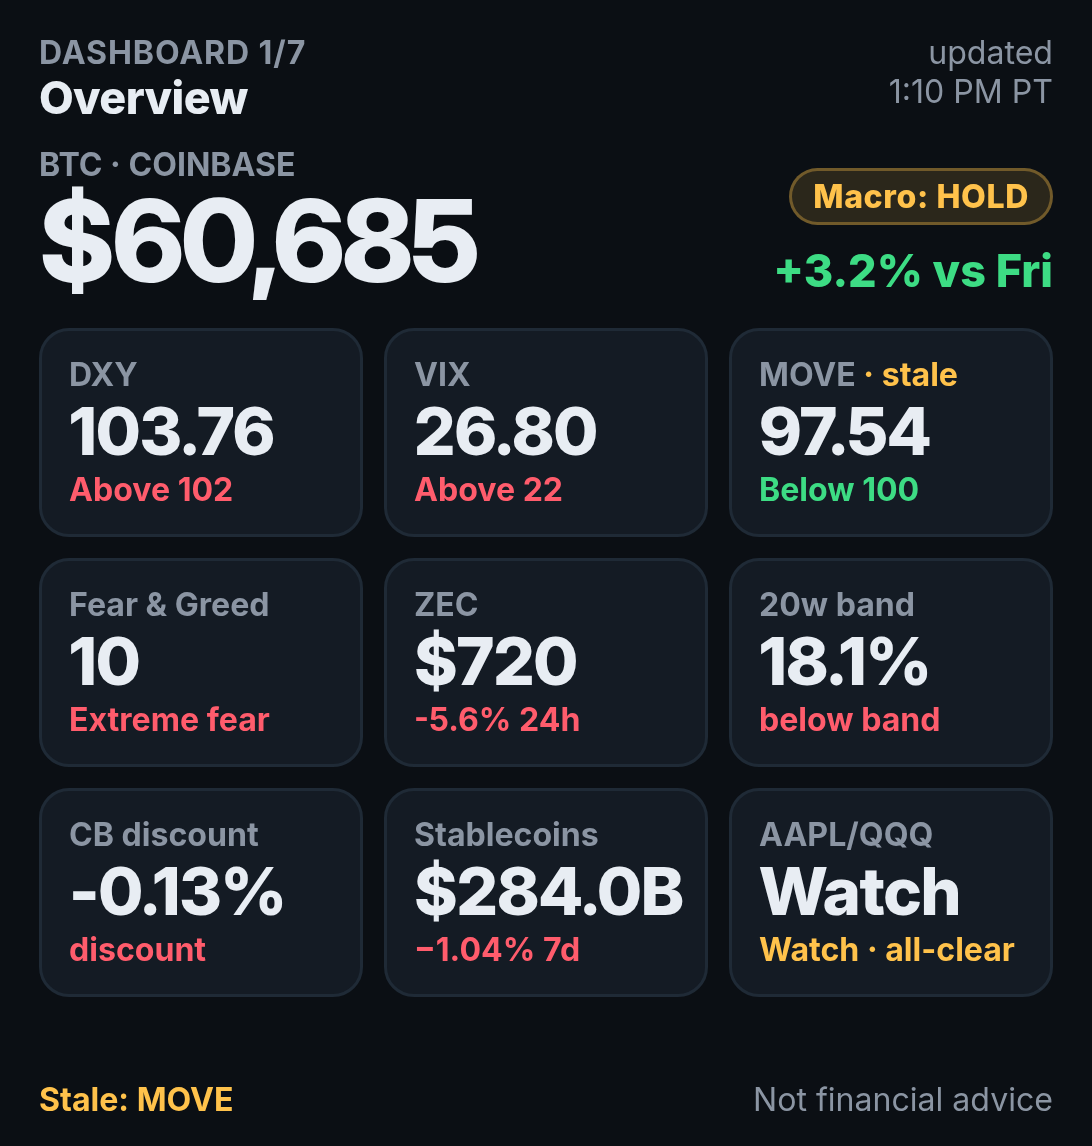 DASHBOARD 1/7
Overview
updated
1:10 PM PT
BTC · COINBASE
$60,685
Macro: HOLD
+3.2% vs Fri
DXY
103.76
Above 102
VIX
26.80
Above 22
MOVE · stale
97.54
Below 100
Fear & Greed
10
Extreme fear
ZEC
$720
-5.6% 24h
20w band
18.1%
below band
CB discount
-0.13%
discount
Stablecoins
$284.0B
−1.04% 7d
AAPL/QQQ
Watch
Watch · all-clear
Stale: MOVE
Not financial advice